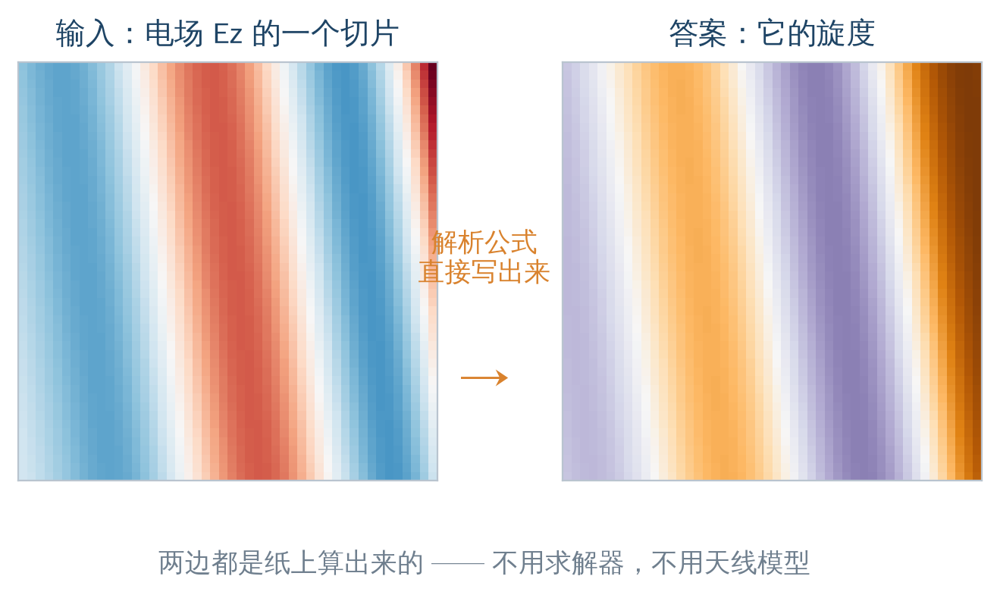 输入：电场 Ez 的一个切片
答案：它的旋度
解析公式
直接写出来
两边都是纸上算出来的 —— 不用求解器，不用天线模型